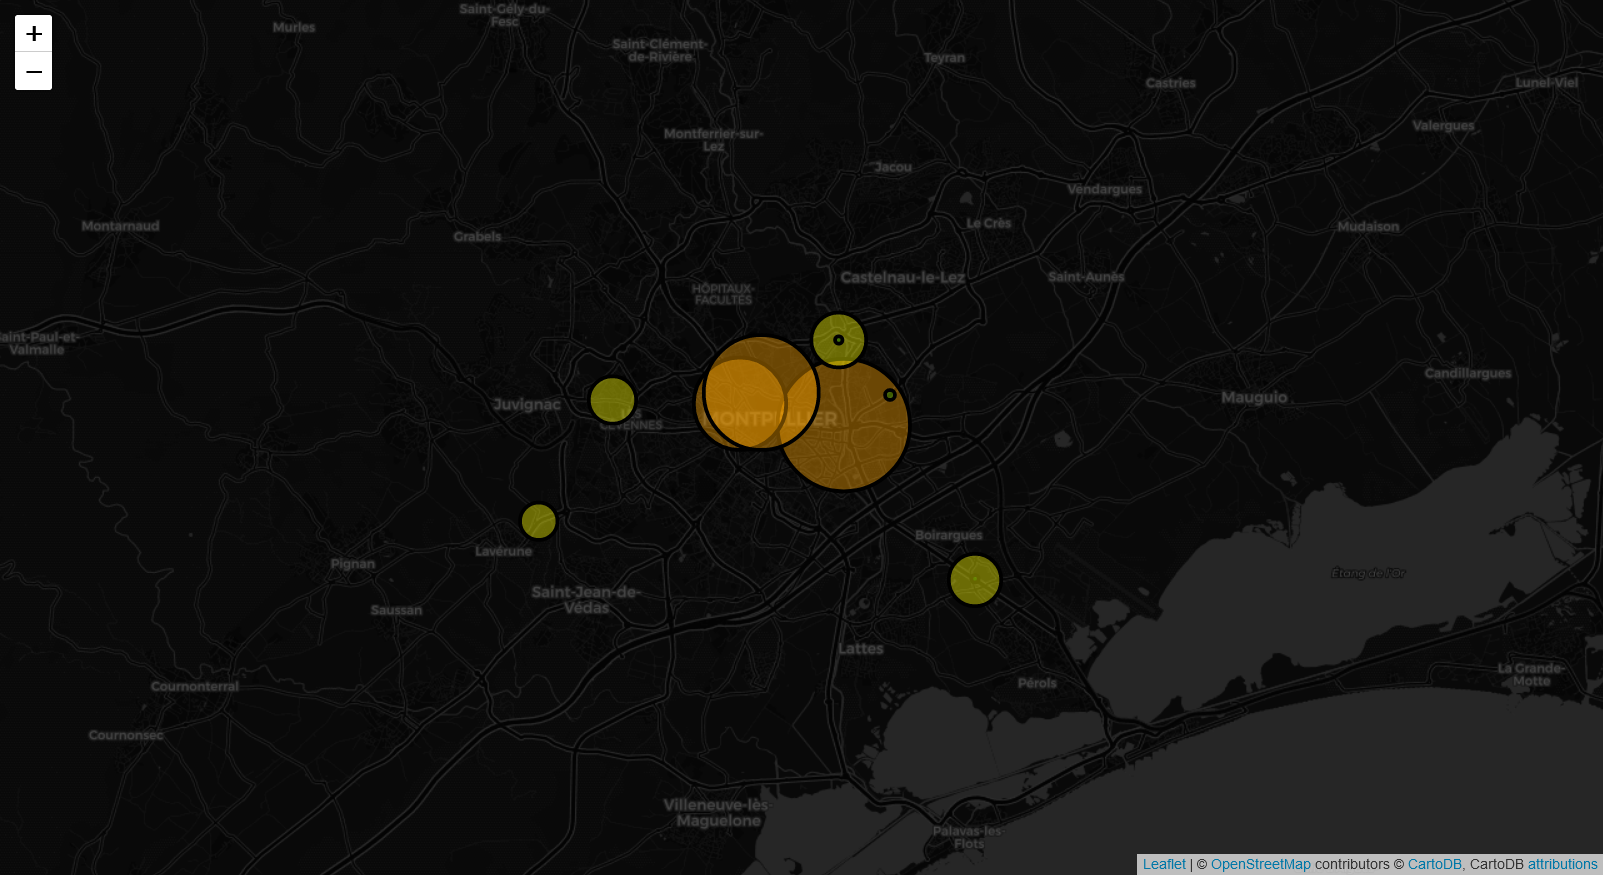 +
−
Saint-Gély-du-
Fesc
Murles
Saint-Clément-
de-Rivière
Teyran
Castries
Lunel-Viel
Valergues
Montferrier-sur-
Lez
Jacou
Vendargues
Montarnaud
Grabels
Le Crès
Mudaison
Castelnau-le-Lez
Saint-Aunès
HÔPITAUX-
FACULTÉS
aint-Paul-et-
Valmalle
Candillargues
Mauguio
Juvignac
CÉVENNES
MONTPELLIER
Boirargues
Lavérune
Pignan
Étang de l'Or
Saint-Jean-de-
Védas
Saussan
Lattes
La Grande-
Motte
Pérols
Cournonterral
Cournonsec
Villeneuve-lès-
Maguelone
Palavas-les-
Flots
Leaflet | © OpenStreetMap contributors © CartoDB, CartoDB attributions